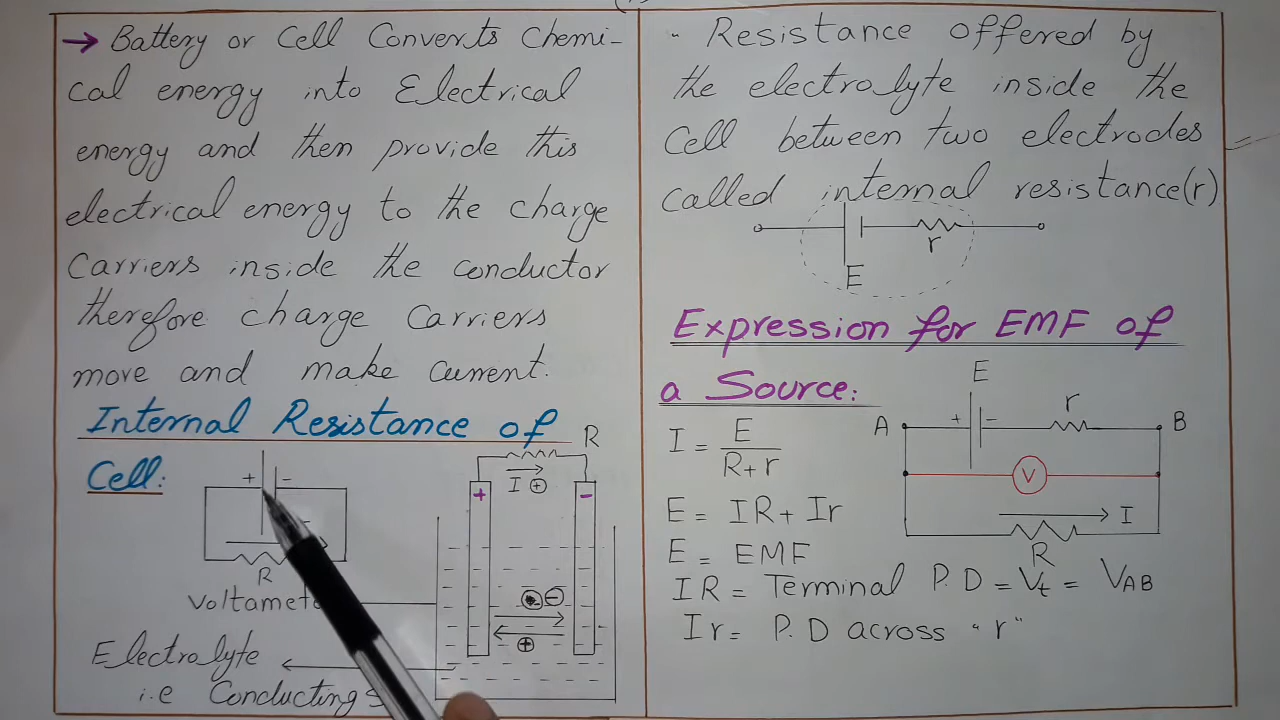 → Battery or Cell Converts Chemi-
cal energy into Electrical
energy and then provide this
electrical energy to the charge
Carriers inside the conductor
therefore charge Carriers
move and make Current.
Internal Resistance of
Cell:
+ -
R
R
I +
+ -
Voltamet
- +
Electrolyte
i.e Conducting s
Resistance offered by
the electrolyte inside the
Cell between two electrodes
called internal resistance(r)
r
E
Expression for EMF of
a Source:
E
A + - r B
V
I
R
I = E / R+r
E = IR + Ir
E = EMF
IR = Terminal P.D = Vt = VAB
Ir = P.D across "r"